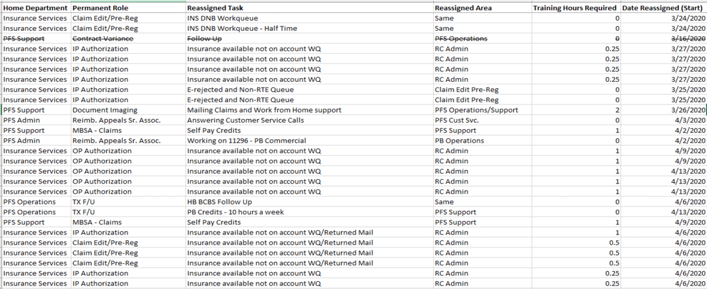 Home Department Permanent Role Reassigned Task Reassigned Area Training Hours Required Date Reassigned (Start)
Insurance Services Claim Edit/Pre-Reg INS DNB Workqueue Same 0 3/24/2020
Insurance Services Claim Edit/Pre-Reg INS DNB Workqueue - Half Time Same 0 3/24/2020
PFS Support Contract Variance Follow Up PFS Operations 0 3/16/2020
Insurance Services IP Authorization Insurance available not on account WQ RC Admin 0.25 3/27/2020
Insurance Services IP Authorization Insurance available not on account WQ RC Admin 0.25 3/27/2020
Insurance Services IP Authorization Insurance available not on account WQ RC Admin 0.25 3/27/2020
Insurance Services IP Authorization Insurance available not on account WQ RC Admin 0.25 3/27/2020
Insurance Services IP Authorization E-rejected and Non-RTE Queue Claim Edit Pre-Reg 0 3/25/2020
Insurance Services IP Authorization E-rejected and Non-RTE Queue Claim Edit Pre-Reg 0 3/25/2020
PFS Support Document Imaging Mailing Claims and Work from Home support PFS Operations/Support 2 3/26/2020
PFS Admin Reimb. Appeals Sr. Assoc. Answering Customer Service Calls PFS Cust Svc. 0 4/3/2020
PFS Support MBSA - Claims Self Pay Credits PFS Support 1 4/2/2020
PFS Admin Reimb. Appeals Sr. Assoc. Working on 11296 - PB Commercial PB Operations 0 4/2/2020
Insurance Services OP Authorization Insurance available not on account WQ RC Admin 1 4/9/2020
Insurance Services OP Authorization Insurance available not on account WQ RC Admin 1 4/9/2020
Insurance Services OP Authorization Insurance available not on account WQ RC Admin 1 4/13/2020
Insurance Services OP Authorization Insurance available not on account WQ RC Admin 1 4/13/2020
Insurance Services OP Authorization Insurance available not on account WQ RC Admin 1 4/13/2020
PFS Operations TX F/U HB BCBS Follow Up Same 0 4/6/2020
PFS Operations TX F/U PB Credits - 10 hours a week PFS Support 0 4/13/2020
PFS Support MBSA - Claims Self Pay Credits PFS Support 1 4/9/2020
Insurance Services IP Authorization Insurance available not on account WQ/Returned Mail RC Admin 1 4/6/2020
Insurance Services Claim Edit/Pre-Reg Insurance available not on account WQ/Returned Mail RC Admin 0.5 4/6/2020
Insurance Services Claim Edit/Pre-Reg Insurance available not on account WQ/Returned Mail RC Admin 0.5 4/6/2020
Insurance Services Claim Edit/Pre-Reg Insurance available not on account WQ/Returned Mail RC Admin 0.5 4/6/2020
Insurance Services IP Authorization Insurance available not on account WQ RC Admin 0.25 4/6/2020
Insurance Services IP Authorization Insurance available not on account WQ RC Admin 0.25 4/6/2020